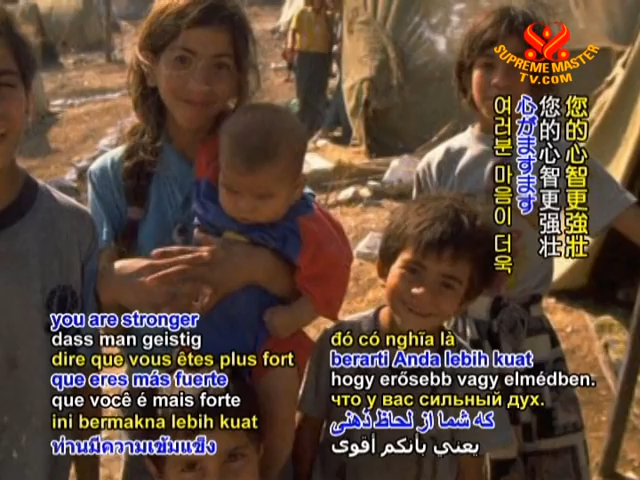 SUPREME MASTER
TV.COM
您的心智更強壯
您的心智更强壮
心がますます
여러분 마음이 더욱
you are stronger
dass man geistig
dire que vous êtes plus fort
que eres más fuerte
que você é mais forte
ini bermakna lebih kuat
ท่านมีความเข้มแข็ง
đó có nghĩa là
berarti Anda lebih kuat
hogy erősebb vagy elmédben.
что у вас сильный дух.
که شما از لحاظ ذهنی
يعني بأنكم أقوى